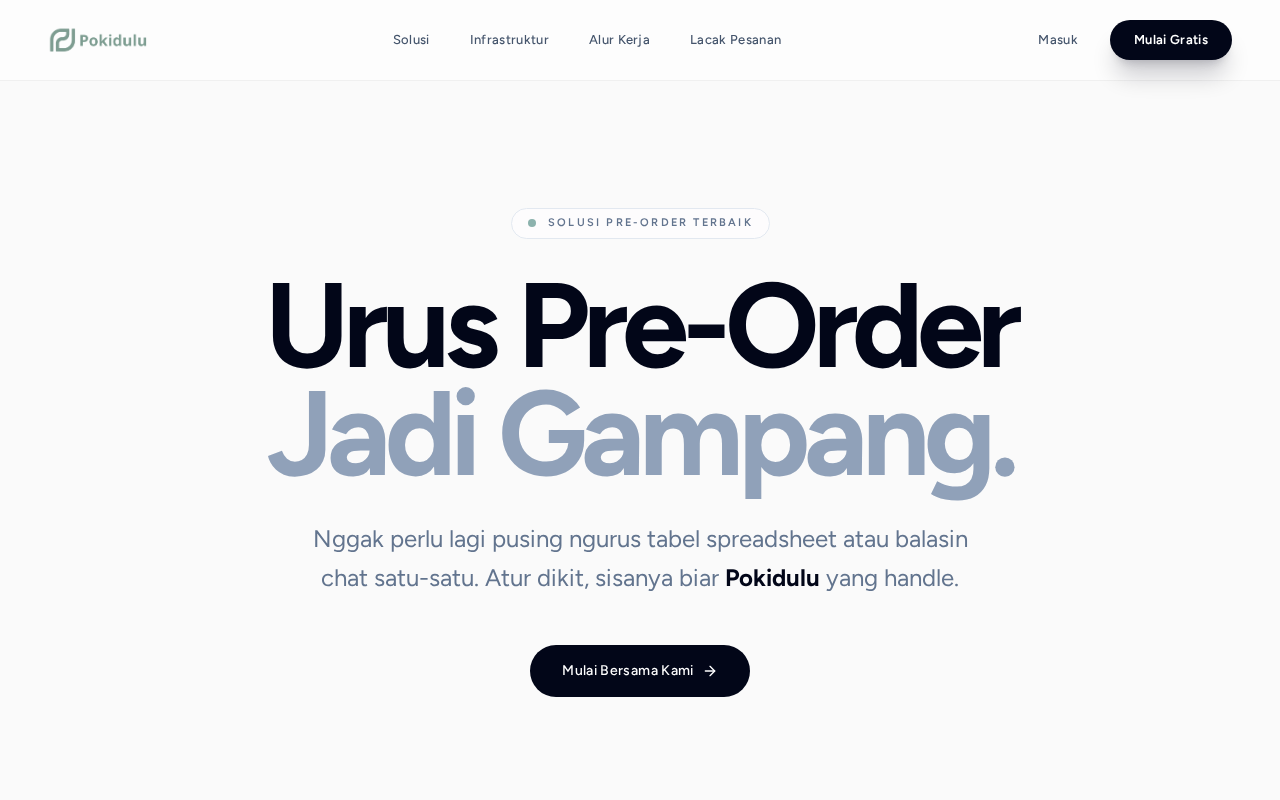 Pokidulu
Solusi
Infrastruktur
Alur Kerja
Lacak Pesanan
Masuk
Mulai Gratis
SOLUSI PRE-ORDER TERBAIK
Urus Pre-Order
Jadi Gampang.
Nggak perlu lagi pusing ngurus tabel spreadsheet atau balasin
chat satu-satu. Atur dikit, sisanya biar Pokidulu yang handle.
Mulai Bersama Kami